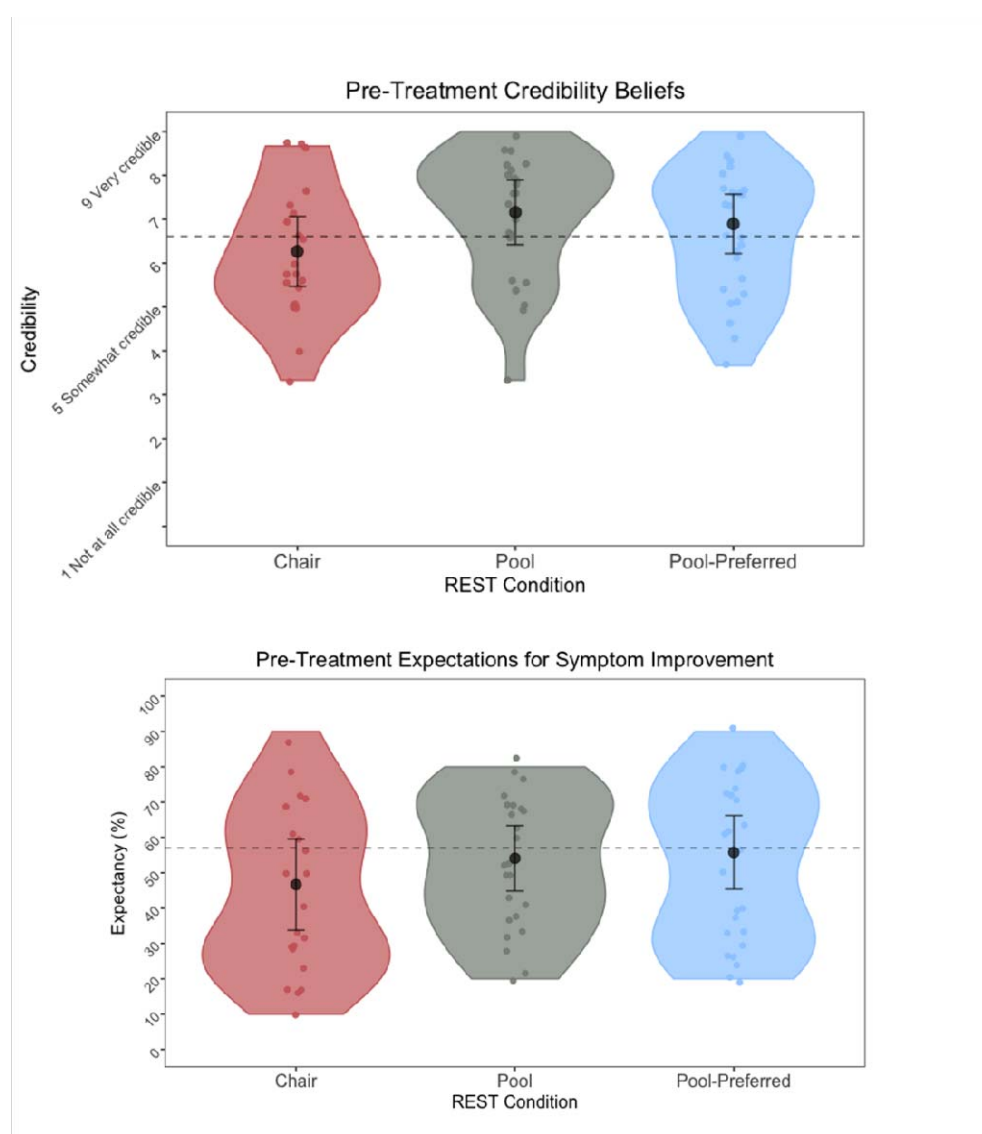 Pre-Treatment Credibility Beliefs
Credibility
9 Very credible
8
7
6
5 Somewhat credible
4
3
2
1 Not at all credible
Chair Pool Pool-Preferred
REST Condition
Pre-Treatment Expectations for Symptom Improvement
Expectancy (%)
100
90
80
70
60
50
40
30
20
10
0
Chair Pool Pool-Preferred
REST Condition